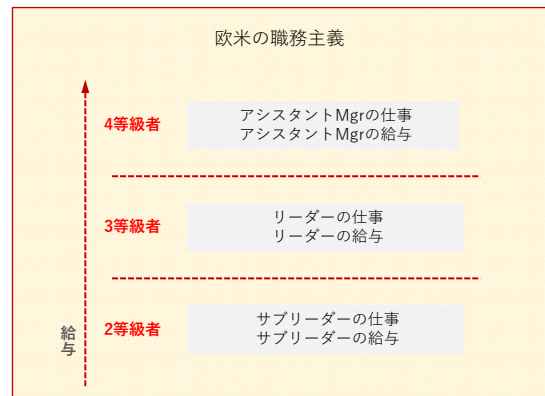 欧米の職務主義
4等級者
アシスタントMgrの仕事
アシスタントMgrの給与
3等級者
リーダーの仕事
リーダーの給与
2等級者
サブリーダーの仕事
サブリーダーの給与
給与